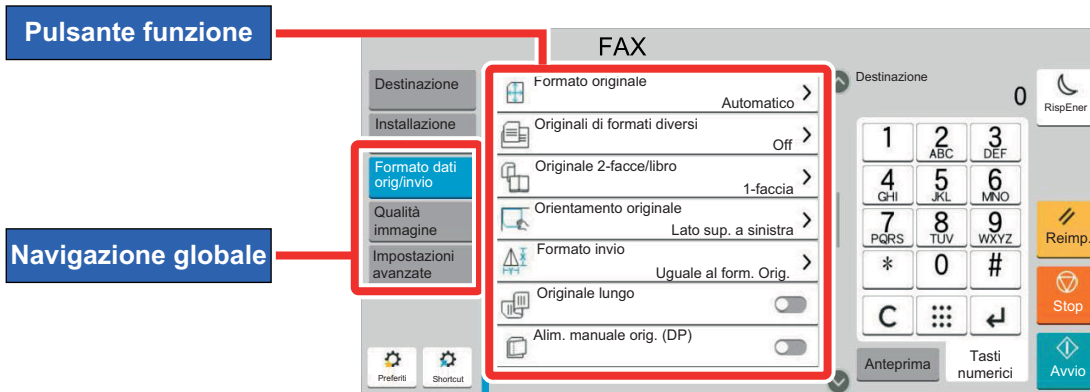 Pulsante funzione
FAX
Destinazione
Installazione
Formato dati
orig/invio
Qualità
immagine
Impostazioni
avanzate
Navigazione globale
Preferiti
Shortcut
Formato originale
Automatico
Originali di formati diversi
Off
Originale 2-facce/libro
1-faccia
Orientamento originale
Lato sup. a sinistra
Formato invio
Uguale al form. Orig.
Originale lungo
Alim. manuale orig. (DP)
Destinazione
0
1
2
ABC
3
DEF
4
GHI
5
JKL
6
MNO
7
PQRS
8
TUV
9
WXYZ
*
0
#
C
Anteprima
Tasti
numerici
RispEner
Reimp.
Stop
Avvio